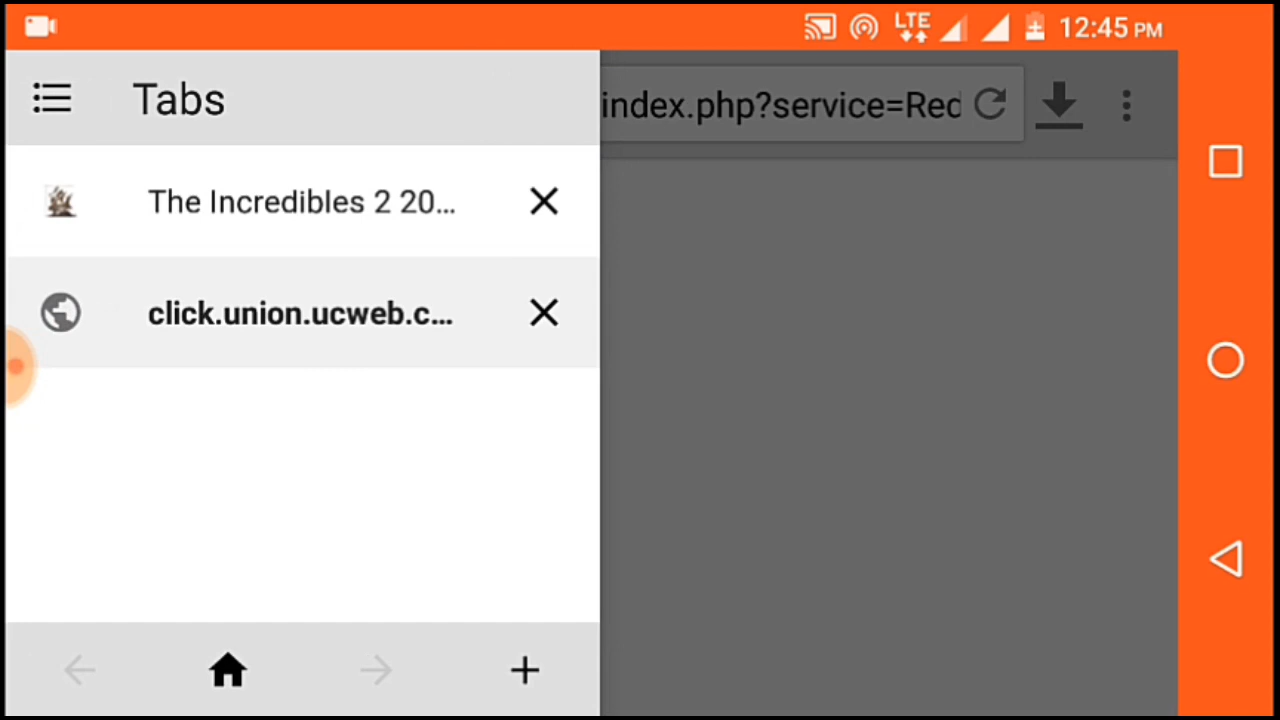 LTE 12:45 PM
Tabs
index.php?service=Red
The Incredibles 2 20...
click.union.ucweb.c...